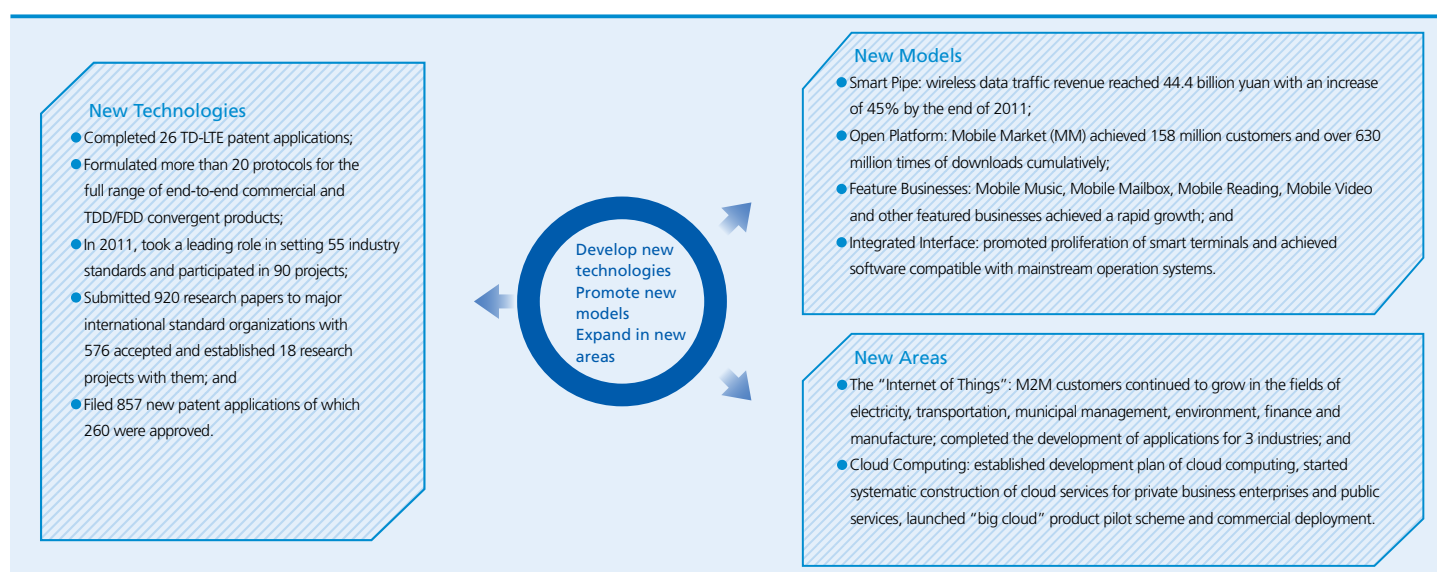 New Technologies
●Completed 26 TD-LTE patent applications;
●Formulated more than 20 protocols for the
full range of end-to-end commercial and
TDD/FDD convergent products;
●In 2011, took a leading role in setting 55 industry
standards and participated in 90 projects;
●Submitted 920 research papers to major
international standard organizations with
576 accepted and established 18 research
projects with them; and
●Filed 857 new patent applications of which
260 were approved.
Develop new
technologies
Promote new
models
Expand in new
areas
New Models
●Smart Pipe: wireless data traffic revenue reached 44.4 billion yuan with an increase
of 45% by the end of 2011;
●Open Platform: Mobile Market (MM) achieved 158 million customers and over 630
million times of downloads cumulatively;
●Feature Businesses: Mobile Music, Mobile Mailbox, Mobile Reading, Mobile Video
and other featured businesses achieved a rapid growth; and
●Integrated Interface: promoted proliferation of smart terminals and achieved
software compatible with mainstream operation systems.
New Areas
●The “Internet of Things”: M2M customers continued to grow in the fields of
electricity, transportation, municipal management, environment, finance and
manufacture; completed the development of applications for 3 industries; and
●Cloud Computing: established development plan of cloud computing, started
systematic construction of cloud services for private business enterprises and public
services, launched “big cloud” product pilot scheme and commercial deployment.